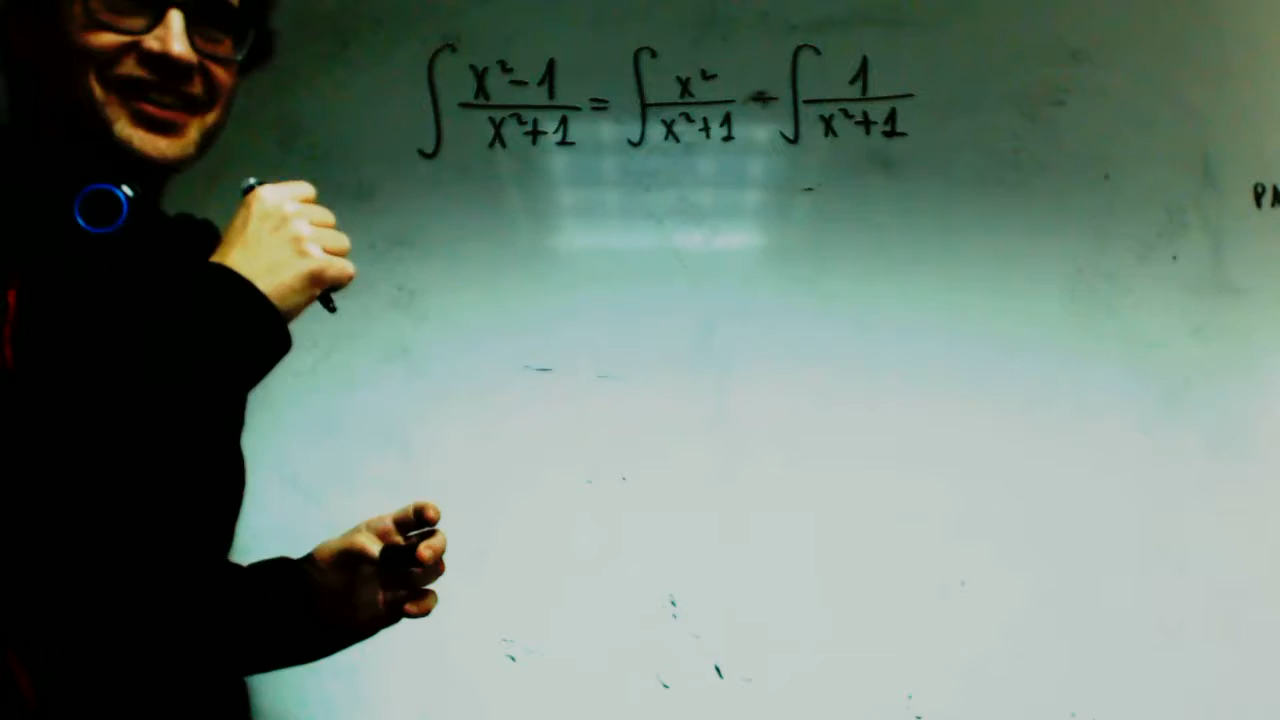 ∫ x²-1 / x²+1 = ∫ x² / x²+1 - ∫ 1 / x²+1